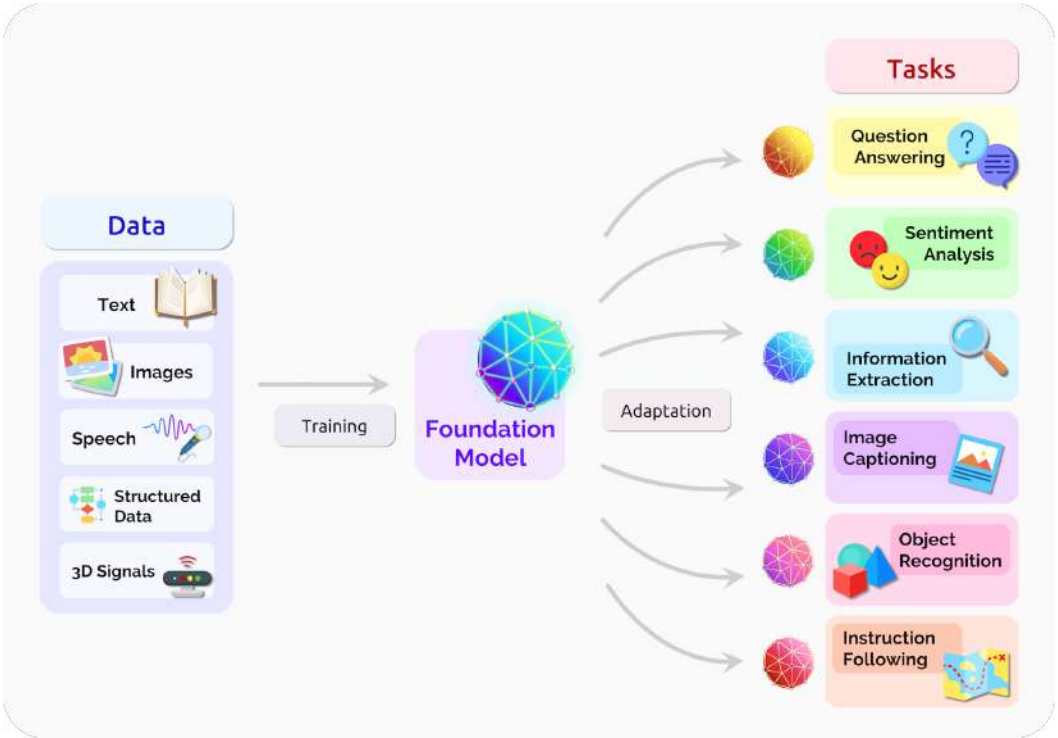 Data
Text
Images
Speech
Structured
Data
3D Signals
Training
Foundation
Model
Adaptation
Tasks
Question
Answering
?
Sentiment
Analysis
Information
Extraction
Image
Captioning
Object
Recognition
Instruction
Following